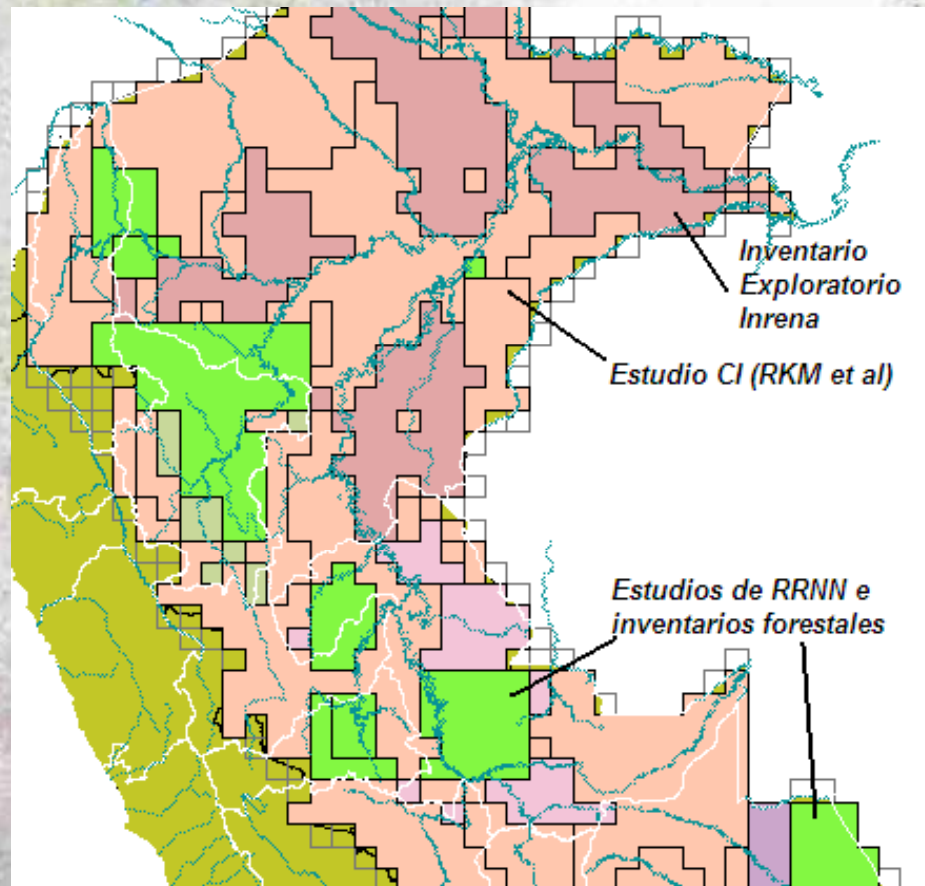 Inventario
Exploratorio
Inrena
Estudio CI (RKM et al)
Estudios de RRNN e
inventarios forestales